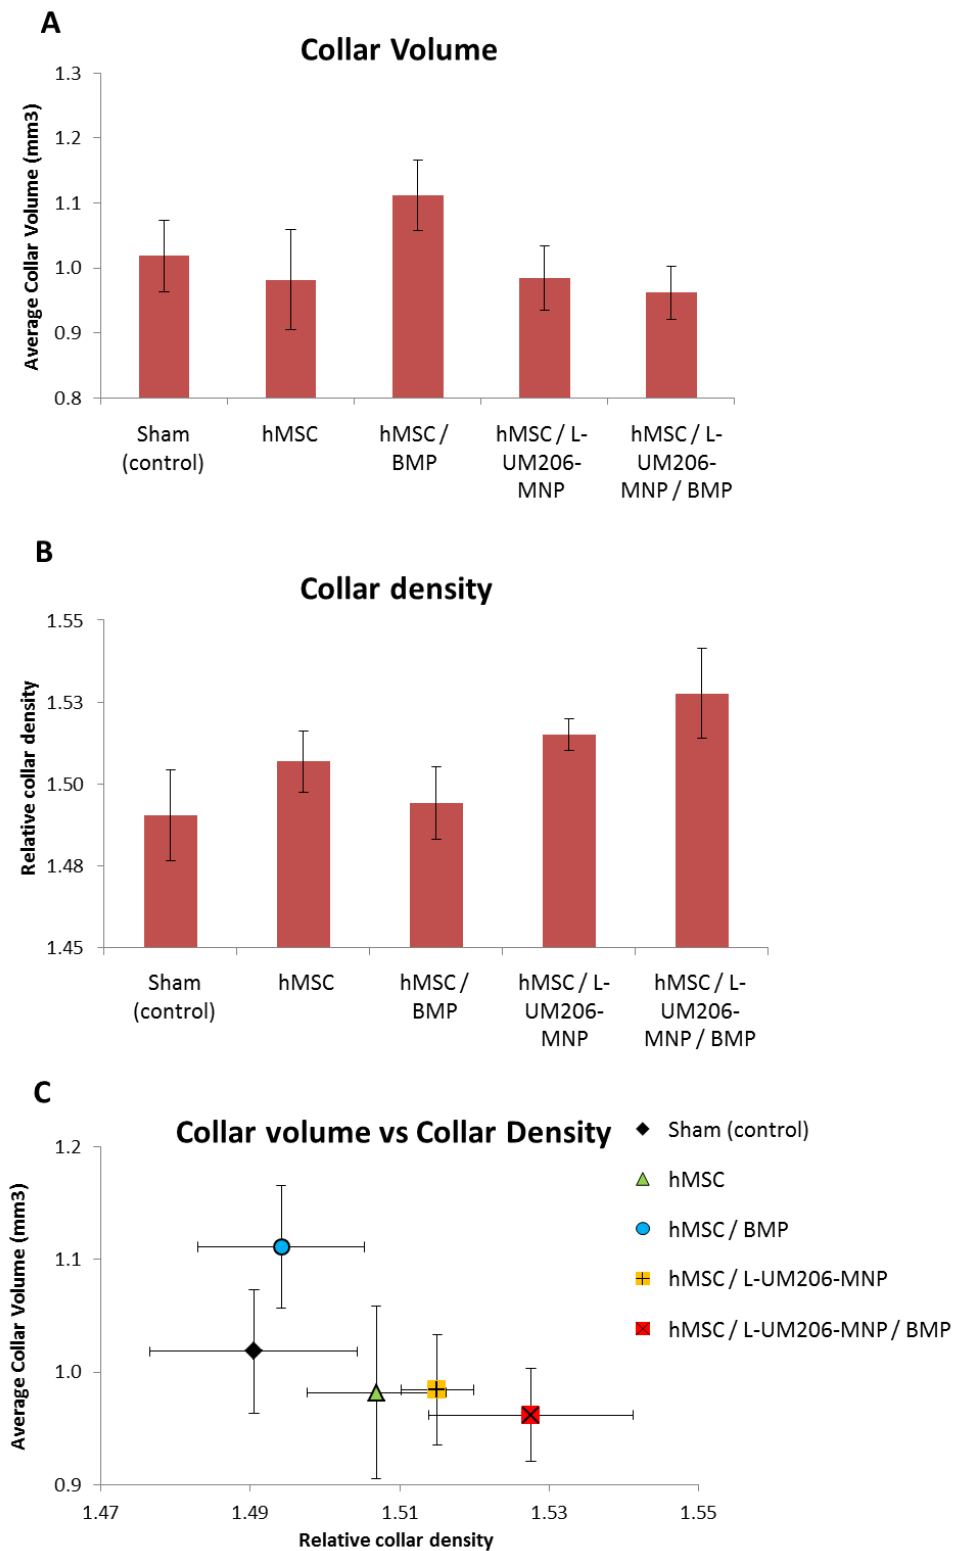 A
Collar Volume
Average Collar Volume (mm3)
1.3
1.2
1.1
1.0
0.9
0.8
Sham
(control)
hMSC
hMSC /
BMP
hMSC / L-
UM206-
MNP
hMSC / L-
UM206-
MNP / BMP
B
Collar density
Relative collar density
1.55
1.53
1.50
1.48
1.45
Sham
(control)
hMSC
hMSC /
BMP
hMSC / L-
UM206-
MNP
hMSC / L-
UM206-
MNP / BMP
C
Collar volume vs Collar Density
Average Collar Volume (mm3)
1.2
1.1
1.0
0.9
1.47
1.49
1.51
1.53
1.55
Relative collar density
Sham (control)
hMSC
hMSC / BMP
hMSC / L-UM206-MNP
hMSC / L-UM206-MNP / BMP